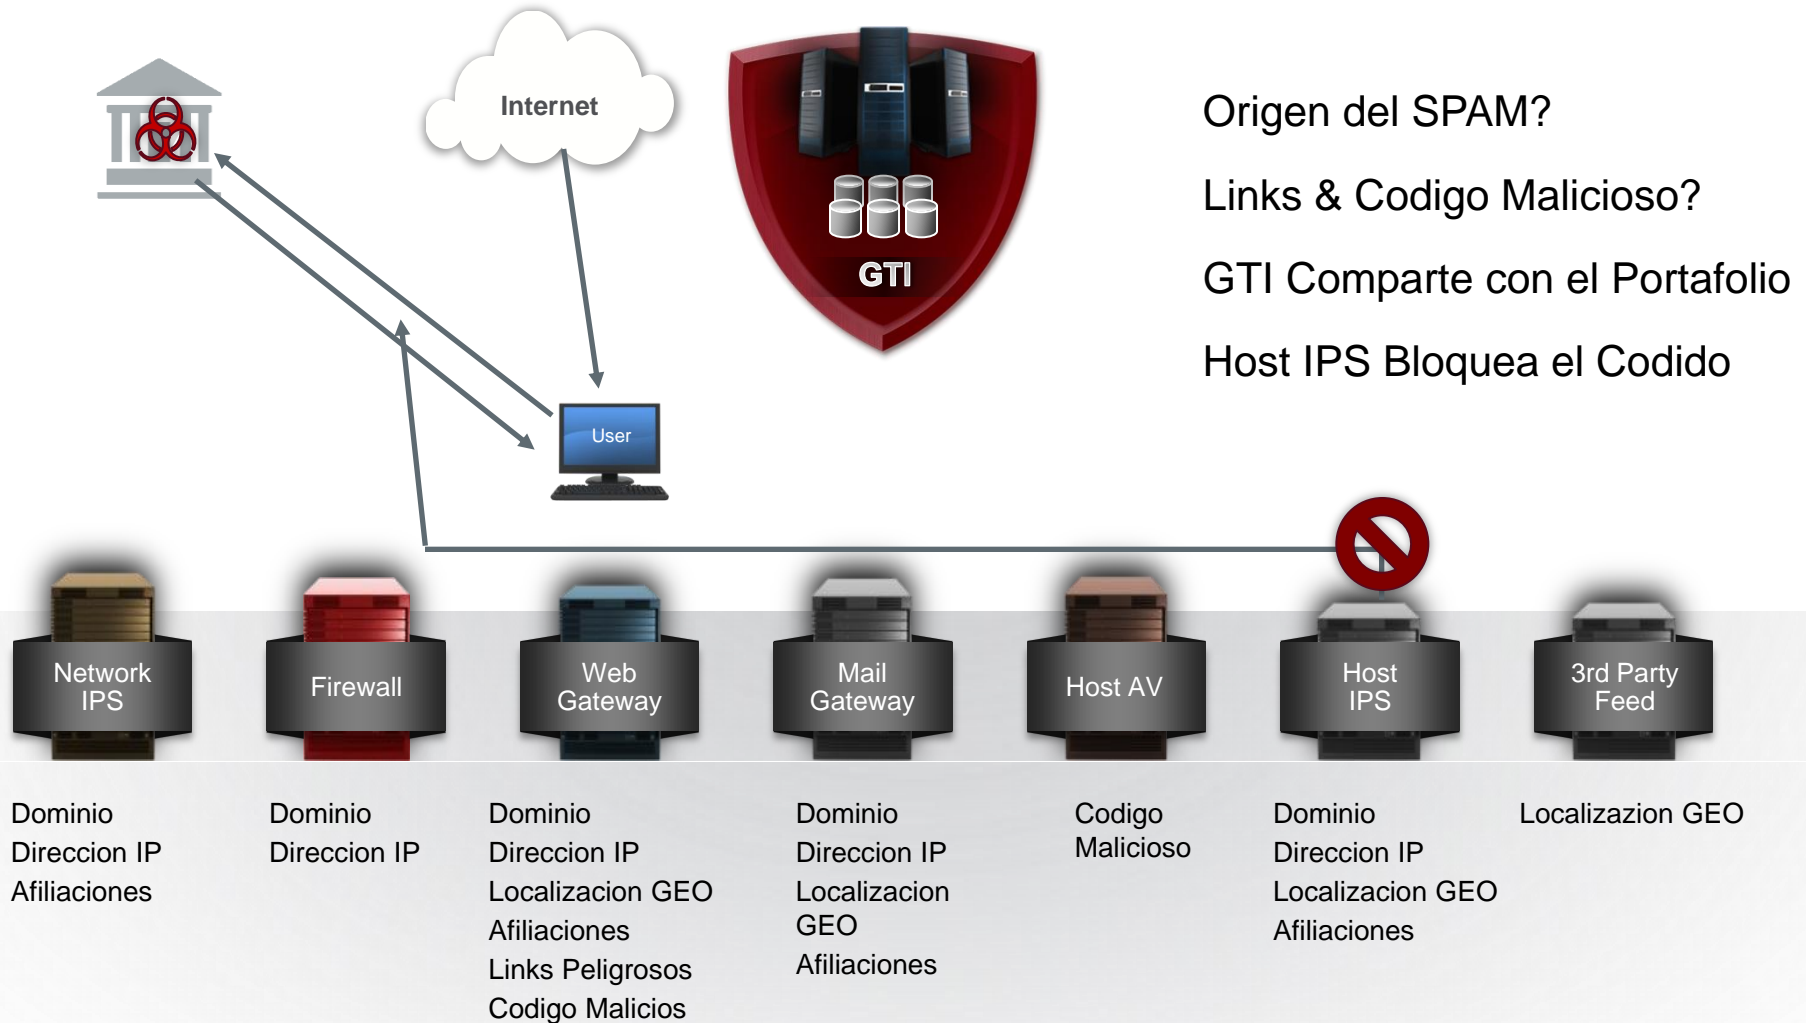 Internet
GTI
User
Origen del SPAM?
Links & Codigo Malicioso?
GTI Comparte con el Portafolio
Host IPS Bloquea el Codido
Network
IPS
Firewall
Web
Gateway
Mail
Gateway
Host AV
Host
IPS
3rd Party
Feed
Dominio
Direccion IP
Afiliaciones
Dominio
Direccion IP
Dominio
Direccion IP
Localizacion GEO
Afiliaciones
Links Peligrosos
Codigo Malicios
Dominio
Direccion IP
Localizacion
GEO
Afiliaciones
Codigo
Malicioso
Dominio
Direccion IP
Localizacion GEO
Afiliaciones
Localizazion GEO